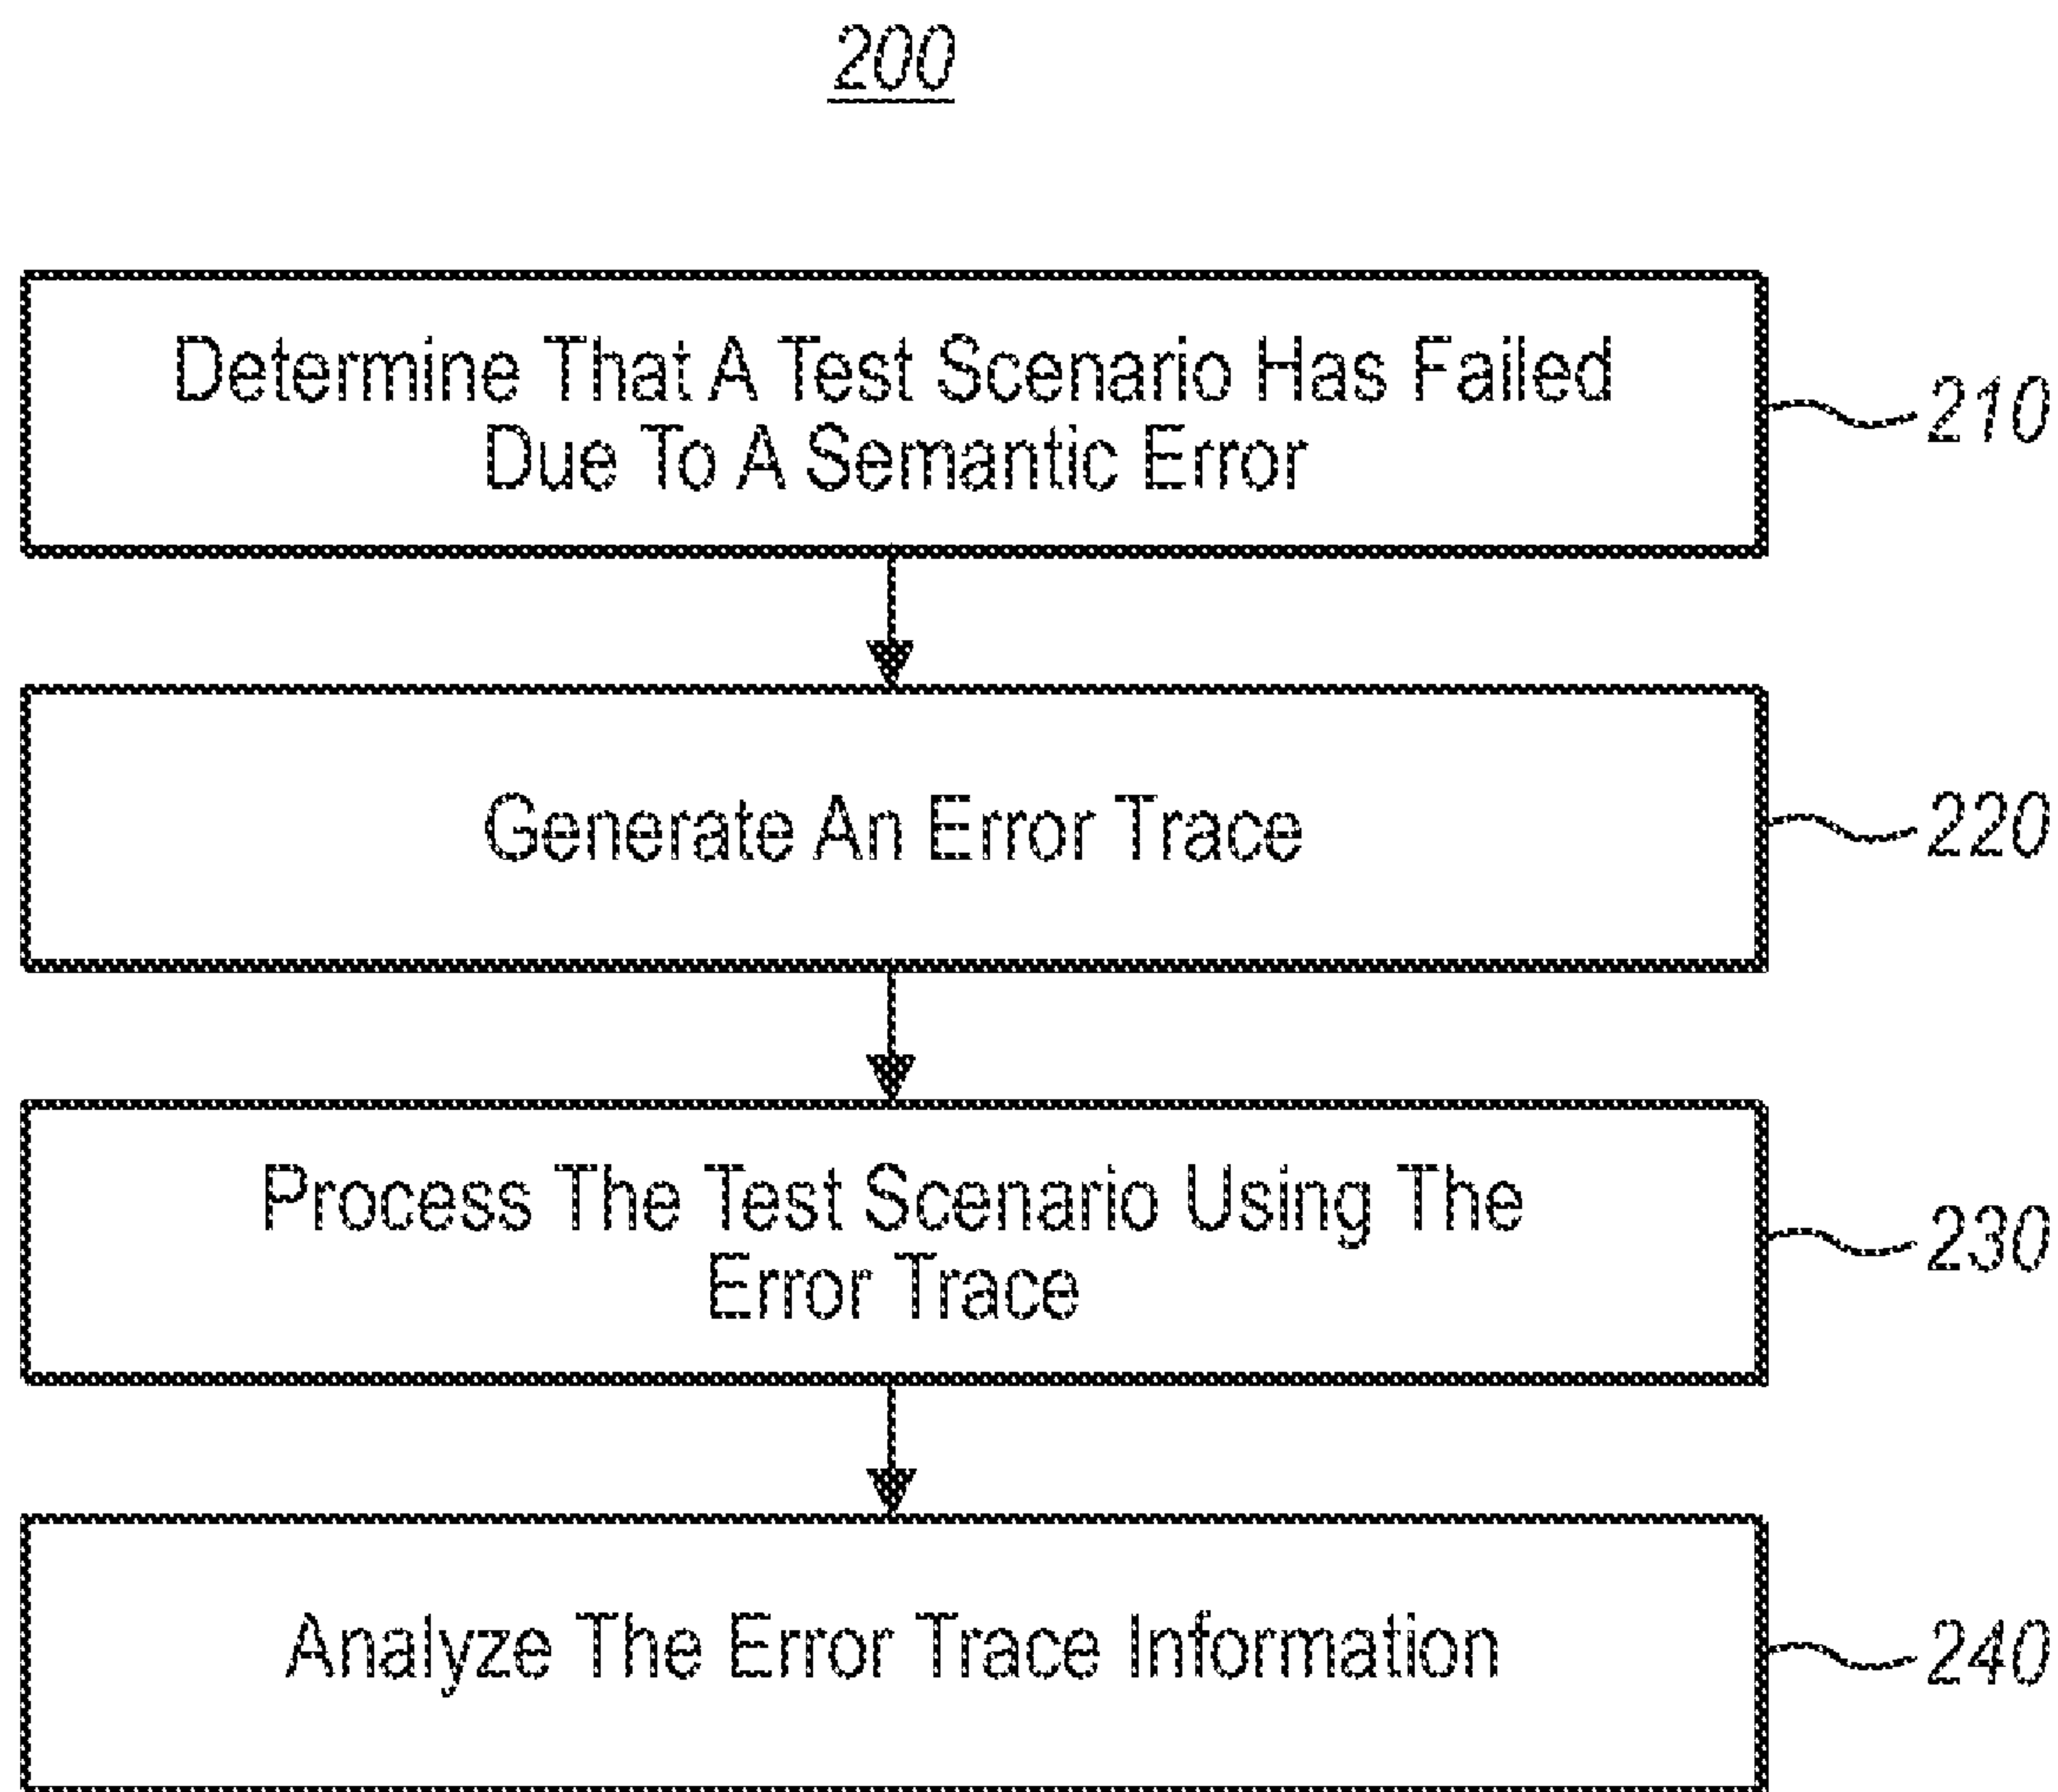 200
Determine That A Test Scenario Has Failed
Due To A Semantic Error
210
Generate An Error Trace
220
Process The Test Scenario Using The
Error Trace
230
Analyze The Error Trace Information
240